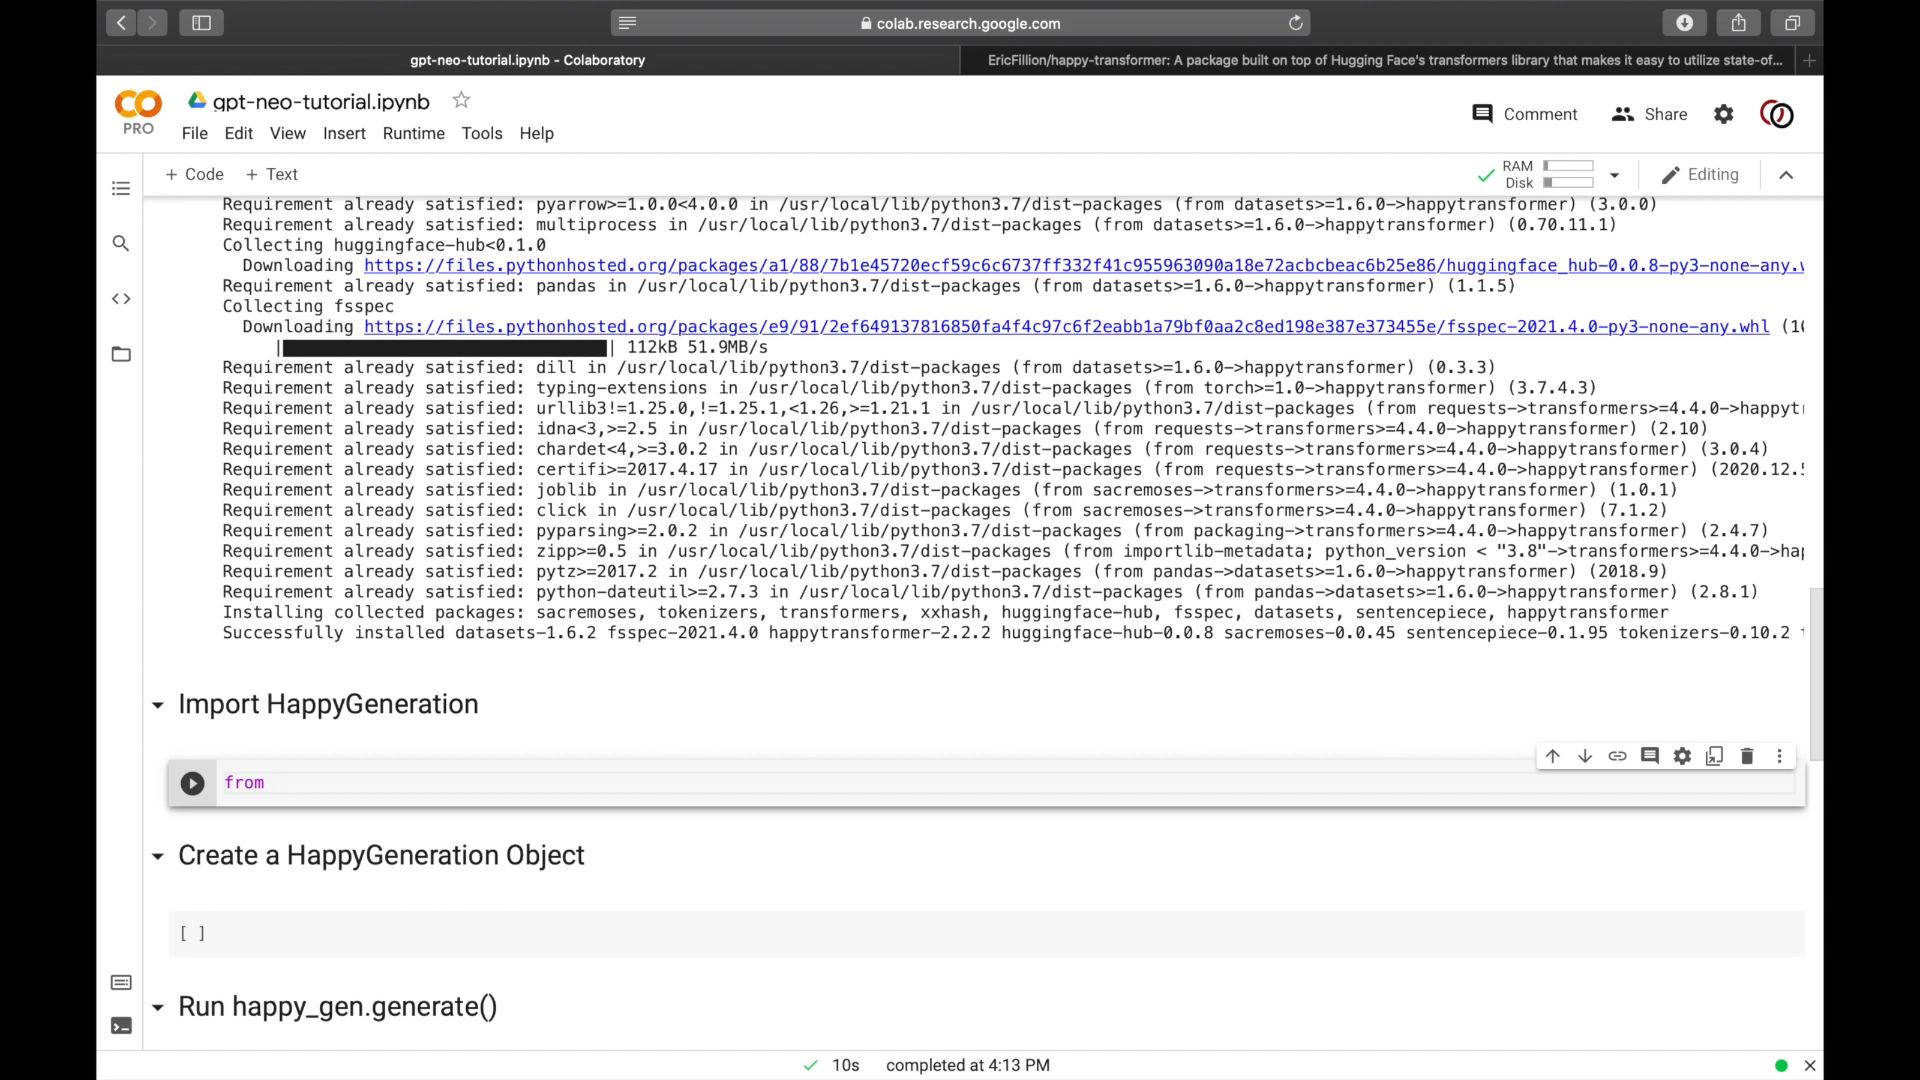 colab.research.google.com
gpt-neo-tutorial.ipynb - Colaboratory
EricFillion/happy-transformer: A package built on top of Hugging Face's transformers library that makes it easy to utilize state-of...
CO
PRO
gpt-neo-tutorial.ipynb
File Edit View Insert Runtime Tools Help
Comment
Share
+ Code + Text
RAM
Disk
Editing
Requirement already satisfied: pyarrow>=1.0.0<4.0.0 in /usr/local/lib/python3.7/dist-packages (from datasets>=1.6.0->happytransformer) (3.0.0)
Requirement already satisfied: multiprocess in /usr/local/lib/python3.7/dist-packages (from datasets>=1.6.0->happytransformer) (0.70.11.1)
Collecting huggingface-hub<0.1.0
Downloading https://files.pythonhosted.org/packages/a1/88/7b1e45720ecf59c6c6737ff332f41c955963090a18e72acbcbeac6b25e86/huggingface_hub-0.0.8-py3-none-any.w
Requirement already satisfied: pandas in /usr/local/lib/python3.7/dist-packages (from datasets>=1.6.0->happytransformer) (1.1.5)
Collecting fsspec
Downloading https://files.pythonhosted.org/packages/e9/91/2ef649137816850fa4f4c97c6f2eabb1a79bf0aa2c8ed198e387e373455e/fsspec-2021.4.0-py3-none-any.whl (10
112kB 51.9MB/s
Requirement already satisfied: dill in /usr/local/lib/python3.7/dist-packages (from datasets>=1.6.0->happytransformer) (0.3.3)
Requirement already satisfied: typing-extensions in /usr/local/lib/python3.7/dist-packages (from torch>=1.0->happytransformer) (3.7.4.3)
Requirement already satisfied: urllib3!=1.25.0,!=1.25.1,<1.26,>=1.21.1 in /usr/local/lib/python3.7/dist-packages (from requests->transformers>=4.4.0->happyt
Requirement already satisfied: idna<3,>=2.5 in /usr/local/lib/python3.7/dist-packages (from requests->transformers>=4.4.0->happytransformer) (2.10)
Requirement already satisfied: chardet<4,>=3.0.2 in /usr/local/lib/python3.7/dist-packages (from requests->transformers>=4.4.0->happytransformer) (3.0.4)
Requirement already satisfied: certifi>=2017.4.17 in /usr/local/lib/python3.7/dist-packages (from requests->transformers>=4.4.0->happytransformer) (2020.12.5
Requirement already satisfied: joblib in /usr/local/lib/python3.7/dist-packages (from sacremoses->transformers>=4.4.0->happytransformer) (1.0.1)
Requirement already satisfied: click in /usr/local/lib/python3.7/dist-packages (from sacremoses->transformers>=4.4.0->happytransformer) (7.1.2)
Requirement already satisfied: pyparsing>=2.0.2 in /usr/local/lib/python3.7/dist-packages (from packaging->transformers>=4.4.0->happytransformer) (2.4.7)
Requirement already satisfied: zipp>=0.5 in /usr/local/lib/python3.7/dist-packages (from importlib-metadata; python_version < "3.8"->transformers>=4.4.0->hap
Requirement already satisfied: pytz>=2017.2 in /usr/local/lib/python3.7/dist-packages (from pandas->datasets>=1.6.0->happytransformer) (2018.9)
Requirement already satisfied: python-dateutil>=2.7.3 in /usr/local/lib/python3.7/dist-packages (from pandas->datasets>=1.6.0->happytransformer) (2.8.1)
Installing collected packages: sacremoses, tokenizers, transformers, xxhash, huggingface-hub, fsspec, datasets, sentencepiece, happytransformer
Successfully installed datasets-1.6.2 fsspec-2021.4.0 happytransformer-2.2.2 huggingface-hub-0.0.8 sacremoses-0.0.45 sentencepiece-0.1.95 tokenizers-0.10.2
Import HappyGeneration
from
Create a HappyGeneration Object
[ ]
Run happy_gen.generate()
10s completed at 4:13 PM